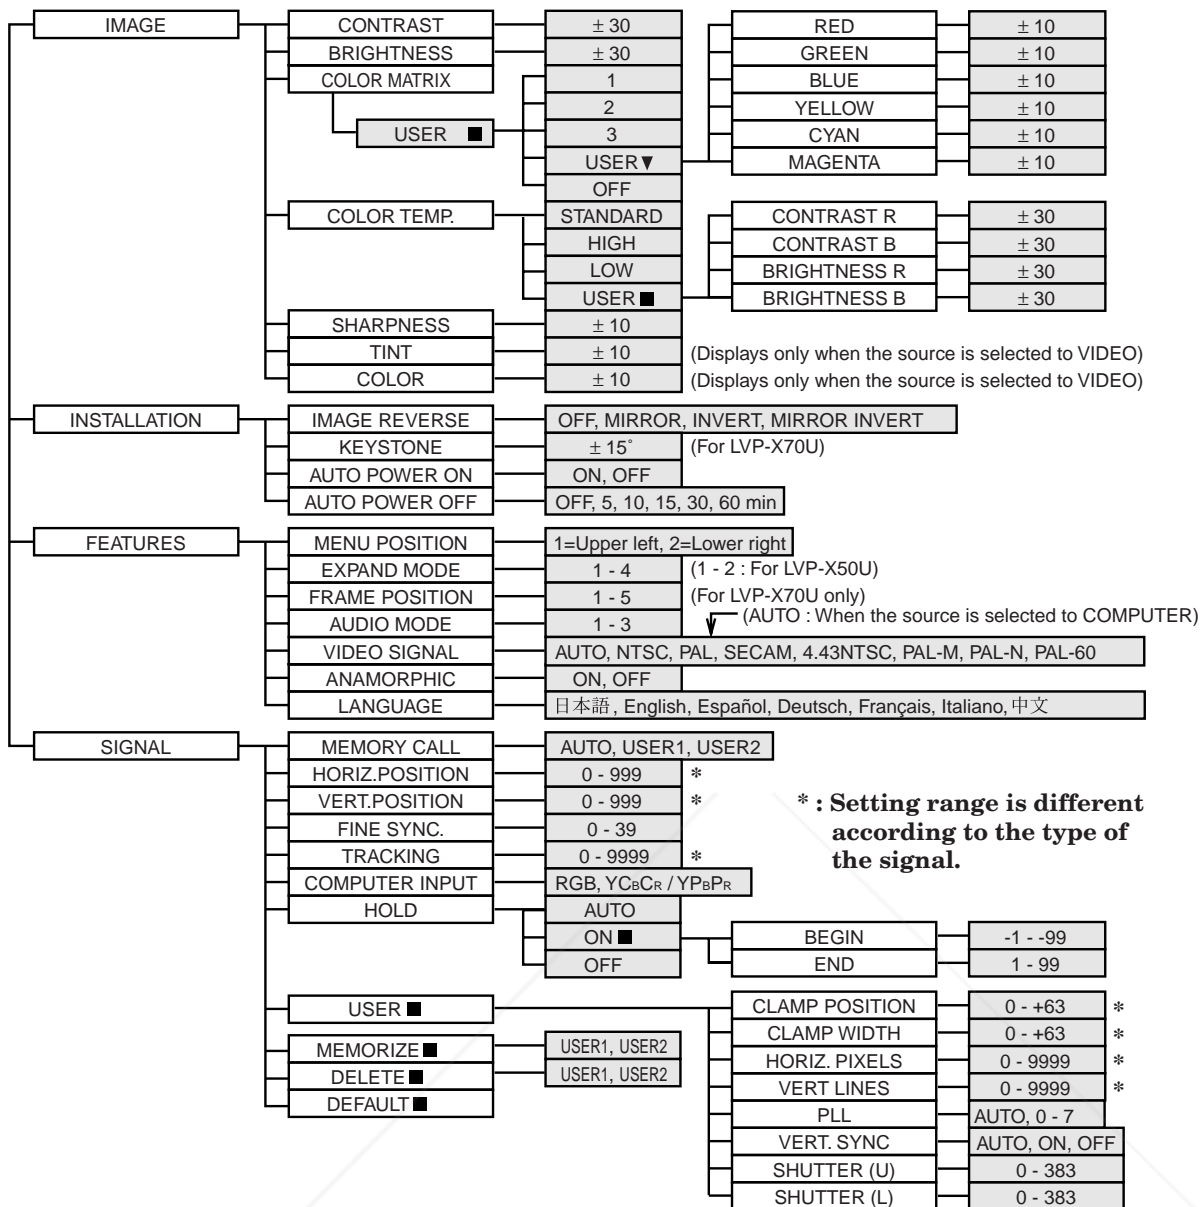 IMAGE CONTRAST ± 30 RED ± 10
BRIGHTNESS ± 30 GREEN ± 10
COLOR MATRIX 1 BLUE ± 10
2 YELLOW ± 10
USER ■ 3 CYAN ± 10
USER▼ MAGENTA ± 10
OFF
COLOR TEMP. STANDARD CONTRAST R ± 30
HIGH CONTRAST B ± 30
LOW BRIGHTNESS R ± 30
USER ■ BRIGHTNESS B ± 30
SHARPNESS ± 10
TINT ± 10 (Displays only when the source is selected to VIDEO)
COLOR ± 10 (Displays only when the source is selected to VIDEO)
INSTALLATION IMAGE REVERSE OFF, MIRROR, INVERT, MIRROR INVERT
KEYSTONE ± 15° (For LVP-X70U)
AUTO POWER ON ON, OFF
AUTO POWER OFF OFF, 5, 10, 15, 30, 60 min
FEATURES MENU POSITION 1=Upper left, 2=Lower right
EXPAND MODE 1 - 4 (1 - 2 : For LVP-X50U)
FRAME POSITION 1 - 5 (For LVP-X70U only)
(AUTO : When the source is selected to COMPUTER)
AUDIO MODE 1 - 3
VIDEO SIGNAL AUTO, NTSC, PAL, SECAM, 4.43NTSC, PAL-M, PAL-N, PAL-60
ANAMORPHIC ON, OFF
LANGUAGE 日本語, English, Español, Deutsch, Français, Italiano, 中文
SIGNAL MEMORY CALL AUTO, USER1, USER2
HORIZ.POSITION 0 - 999 *
VERT.POSITION 0 - 999 *
* : Setting range is different
according to the type of
the signal.
FINE SYNC. 0 - 39
TRACKING 0 - 9999 *
COMPUTER INPUT RGB, YCBCR / YPBPR
HOLD AUTO
ON ■ BEGIN -1 - -99
OFF END 1 - 99
USER ■ CLAMP POSITION 0 - +63 *
CLAMP WIDTH 0 - +63 *
MEMORIZE ■ USER1, USER2 HORIZ. PIXELS 0 - 9999 *
DELETE ■ USER1, USER2 VERT LINES 0 - 9999 *
DEFAULT ■ PLL AUTO, 0 - 7
VERT. SYNC AUTO, ON, OFF
SHUTTER (U) 0 - 383
SHUTTER (L) 0 - 383